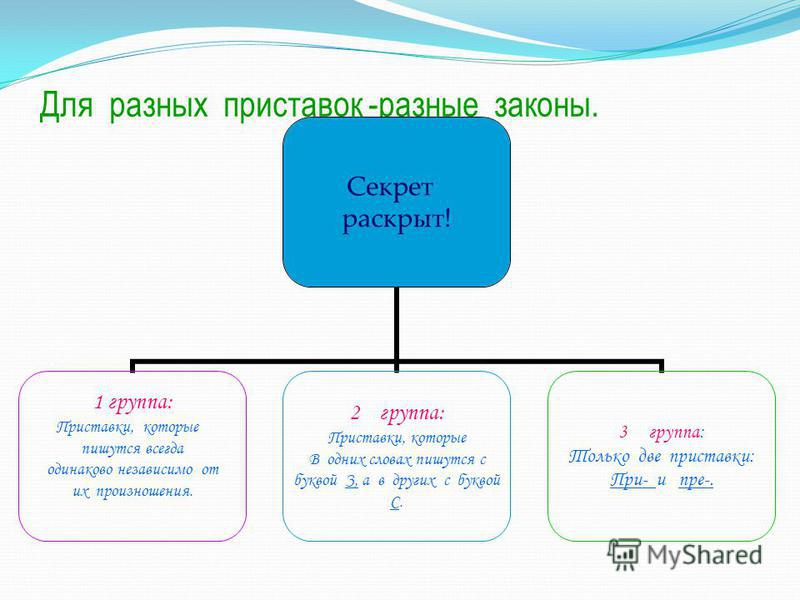 Для разных приставок -разные законы.
Секрет
раскрыт!
1 группа:
Приставки, которые
пишутся всегда
одинаково независимо от
их произношения.
2 группа:
Приставки, которые
В одних словах пишутся с
буквой З, а в других с буквой
С.
3 группа:
Только две приставки:
При- и пре-.
MyShared